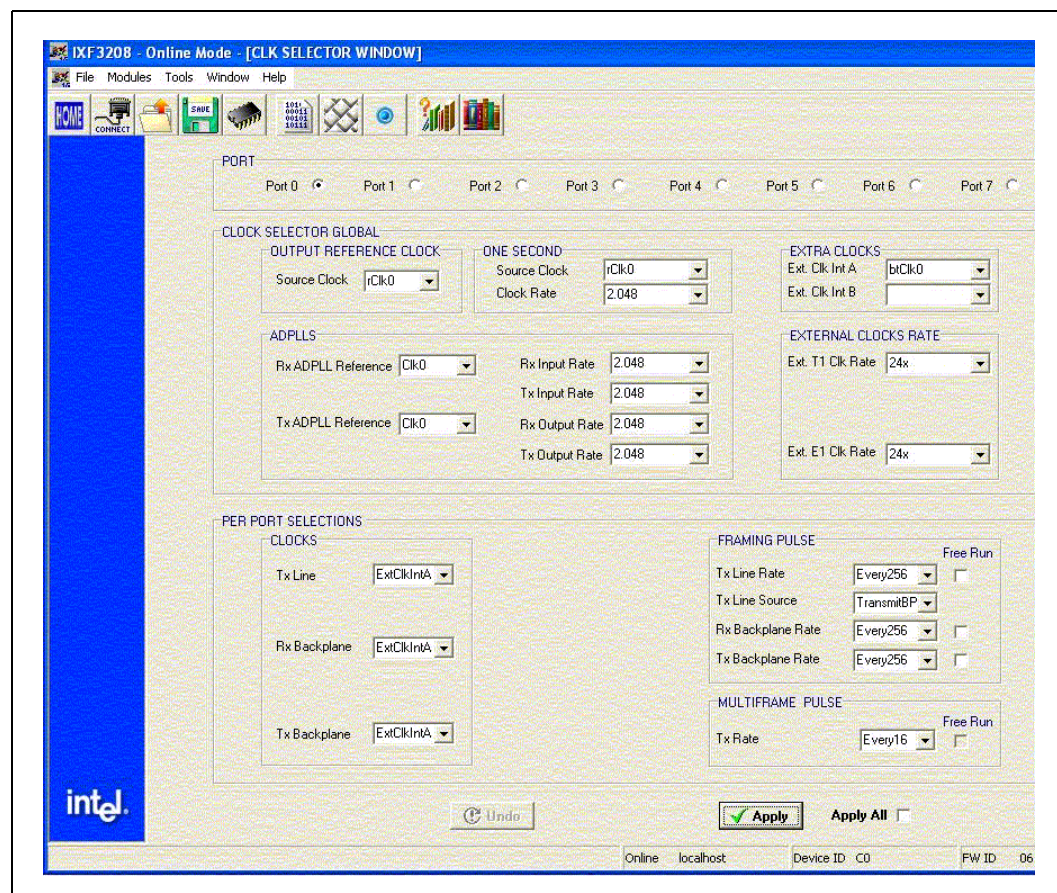 IXF3208 - Online Mode - [CLK SELECTOR WINDOW]
File Modules Tools Window Help
HOME CONNECT SAVE
PORT
Port 0 Port 1 Port 2 Port 3 Port 4 Port 5 Port 6 Port 7
CLOCK SELECTOR GLOBAL
OUTPUT REFERENCE CLOCK
Source Clock rClk0
ONE SECOND
Source Clock rClk0
Clock Rate 2.048
EXTRA CLOCKS
Ext. Clk Int A btClk0
Ext. Clk Int B
ADPLLS
Rx ADPLL Reference Clk0
Tx ADPLL Reference Clk0
Rx Input Rate 2.048
Tx Input Rate 2.048
Rx Output Rate 2.048
Tx Output Rate 2.048
EXTERNAL CLOCKS RATE
Ext. T1 Clk Rate 24x
Ext. E1 Clk Rate 24x
PER PORT SELECTIONS
CLOCKS
Tx Line ExtClkIntA
Rx Backplane ExtClkIntA
Tx Backplane ExtClkIntA
FRAMING PULSE
Free Run
Tx Line Rate Every256
Tx Line Source TransmitBP
Rx Backplane Rate Every256
Tx Backplane Rate Every256
MULTIFRAME PULSE
Free Run
Tx Rate Every16
intel.
Undo Apply Apply All
Online localhost Device ID C0 FW ID 06